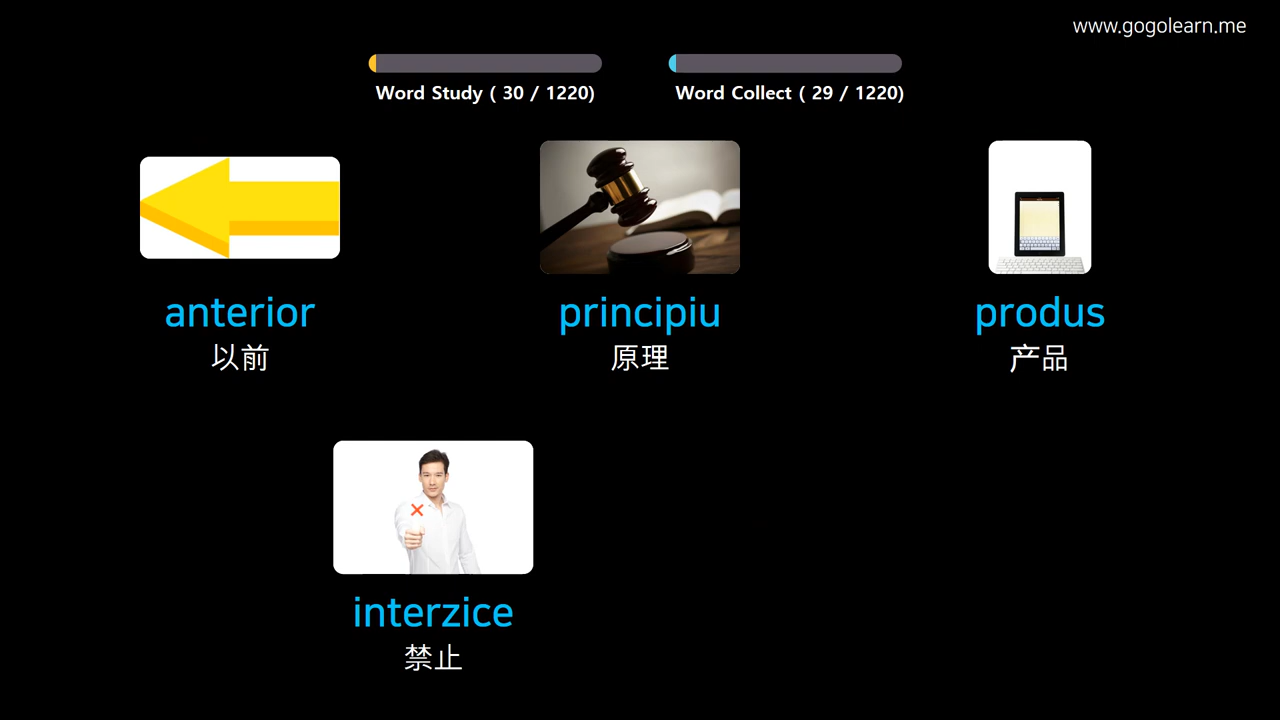 www.gogolearn.me
Word Study ( 30 / 1220)
Word Collect ( 29 / 1220)
anterior
以前
principiu
原理
produs
产品
interzice
禁止